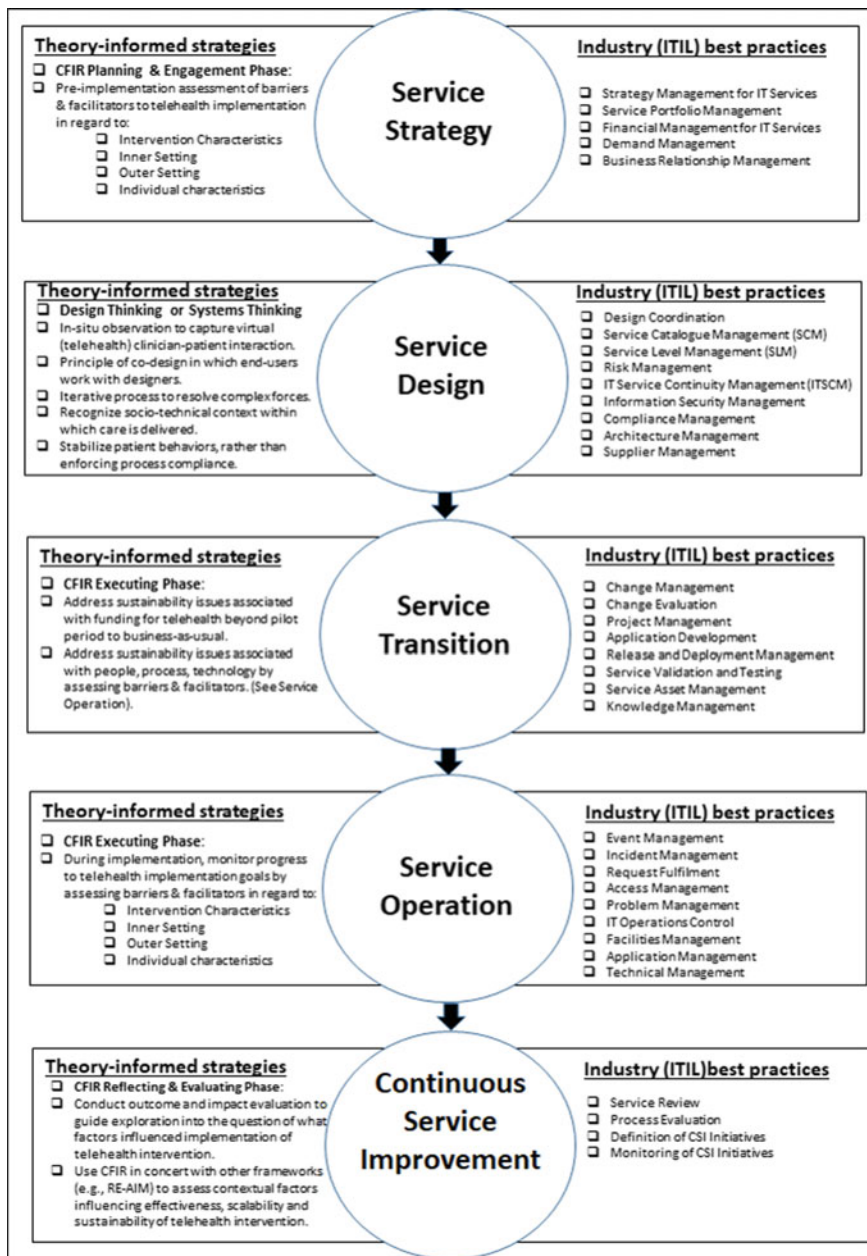 Theory-informed strategies
❑ CFIR Planning & Engagement Phase:
❑ Pre-implementation assessment of barriers
& facilitators to telehealth implementation
in regard to:
❑ Intervention Characteristics
❑ Inner Setting
❑ Outer Setting
❑ Individual characteristics
Service
Strategy
Industry (ITIL) best practices
❑ Strategy Management for IT Services
❑ Service Portfolio Management
❑ Financial Management for IT Services
❑ Demand Management
❑ Business Relationship Management
Theory-informed strategies
❑ Design Thinking or Systems Thinking
❑ In-situ observation to capture virtual
(telehealth) clinician-patient interaction.
❑ Principle of co-design in which end-users
work with designers.
❑ Iterative process to resolve complex forces.
❑ Recognize socio-technical context within
which care is delivered.
❑ Stabilize patient behaviors, rather than
enforcing process compliance.
Service
Design
Industry (ITIL) best practices
❑ Design Coordination
❑ Service Catalogue Management (SCM)
❑ Service Level Management (SLM)
❑ Risk Management
❑ IT Service Continuity Management (ITSCM)
❑ Information Security Management
❑ Compliance Management
❑ Architecture Management
❑ Supplier Management
Theory-informed strategies
❑ CFIR Executing Phase:
❑ Address sustainability issues associated
with funding for telehealth beyond pilot
period to business-as-usual.
❑ Address sustainability issues associated
with people, process, technology by
assessing barriers & facilitators. (See Service
Operation).
Service
Transition
Industry (ITIL) best practices
❑ Change Management
❑ Change Evaluation
❑ Project Management
❑ Application Development
❑ Release and Deployment Management
❑ Service Validation and Testing
❑ Service Asset Management
❑ Knowledge Management
Theory-informed strategies
❑ CFIR Executing Phase:
❑ During implementation, monitor progress
to telehealth implementation goals by
assessing barriers & facilitators in regard to:
❑ Intervention Characteristics
❑ Inner Setting
❑ Outer Setting
❑ Individual characteristics
Service
Operation
Industry (ITIL) best practices
❑ Event Management
❑ Incident Management
❑ Request Fulfilment
❑ Access Management
❑ Problem Management
❑ IT Operations Control
❑ Facilities Management
❑ Application Management
❑ Technical Management
Theory-informed strategies
❑ CFIR Reflecting & Evaluating Phase:
❑ Conduct outcome and impact evaluation to
guide exploration into the question of what
factors influenced implementation of
telehealth intervention.
❑ Use CFIR in concert with other frameworks
(e.g., RE-AIM) to assess contextual factors
influencing effectiveness, scalability and
sustainability of telehealth intervention.
Continuous
Service
Improvement
Industry (ITIL)best practices
❑ Service Review
❑ Process Evaluation
❑ Definition of CSI Initiatives
❑ Monitoring of CSI Initiatives